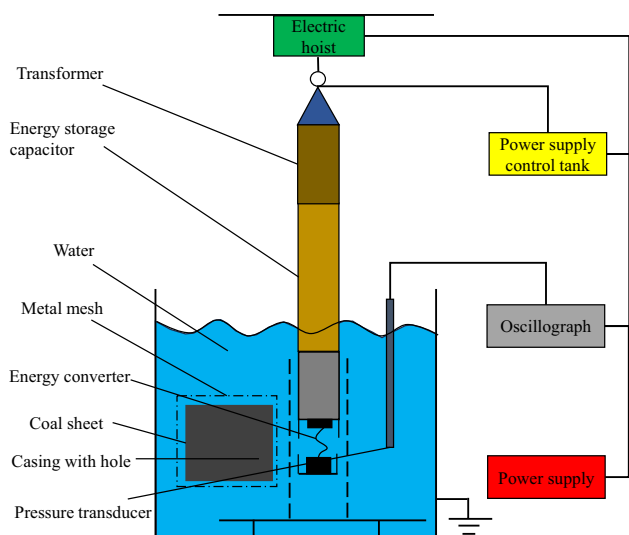 Electric
hoist
Transformer
Energy storage
capacitor
Power supply
control tank
Water
Metal mesh
Oscillograph
Energy converter
Coal sheet
Casing with hole
Power supply
Pressure transducer